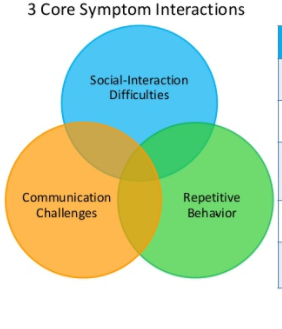 3 Core Symptom Interactions
Social-Interaction
Difficulties
Communication
Challenges
Repetitive
Behavior